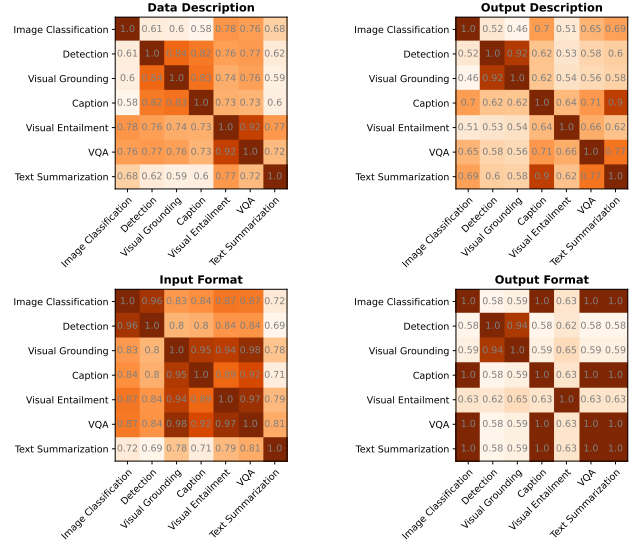 Data Description
Image Classification 1.0 0.61 0.6 0.58 0.78 0.76 0.68
Detection 0.61 1.0 0.84 0.82 0.76 0.77 0.62
Visual Grounding 0.6 0.84 1.0 0.83 0.74 0.76 0.59
Caption 0.58 0.82 0.83 1.0 0.73 0.73 0.6
Visual Entailment 0.78 0.76 0.74 0.73 1.0 0.92 0.77
VQA 0.76 0.77 0.76 0.73 0.92 1.0 0.72
Text Summarization 0.68 0.62 0.59 0.6 0.77 0.72 1.0
Image Classification
Detection
Visual Grounding
Caption
Visual Entailment
VQA
Text Summarization
Output Description
Image Classification 1.0 0.52 0.46 0.7 0.51 0.65 0.69
Detection 0.52 1.0 0.92 0.62 0.53 0.58 0.6
Visual Grounding 0.46 0.92 1.0 0.62 0.54 0.56 0.58
Caption 0.7 0.62 0.62 1.0 0.64 0.71 0.9
Visual Entailment 0.51 0.53 0.54 0.64 1.0 0.66 0.62
VQA 0.65 0.58 0.56 0.71 0.66 1.0 0.77
Text Summarization 0.69 0.6 0.58 0.9 0.62 0.77 1.0
Image Classification
Detection
Visual Grounding
Caption
Visual Entailment
VQA
Text Summarization
Input Format
Image Classification 1.0 0.96 0.83 0.84 0.87 0.87 0.72
Detection 0.96 1.0 0.8 0.8 0.84 0.84 0.69
Visual Grounding 0.83 0.8 1.0 0.95 0.94 0.98 0.78
Caption 0.84 0.8 0.95 1.0 0.92 0.71
Visual Entailment 0.87 0.84 0.94 1.0 0.97 0.79
VQA 0.87 0.84 0.98 0.92 0.97 1.0 0.81
Text Summarization 0.72 0.69 0.78 0.71 0.79 0.81 1.0
Image Classification
Detection
Visual Grounding
Caption
Visual Entailment
VQA
Text Summarization
Output Format
Image Classification 1.0 0.58 0.59 1.0 0.63 1.0 1.0
Detection 0.58 1.0 0.94 0.58 0.62 0.58 0.58
Visual Grounding 0.59 0.94 1.0 0.59 0.65 0.59 0.59
Caption 1.0 0.58 0.59 1.0 0.63 1.0 1.0
Visual Entailment 0.63 0.62 0.65 0.63 1.0 0.63 0.63
VQA 1.0 0.58 0.59 1.0 0.63 1.0 1.0
Text Summarization 1.0 0.58 0.59 1.0 0.63 1.0 1.0
Image Classification
Detection
Visual Grounding
Caption
Visual Entailment
VQA
Text Summarization